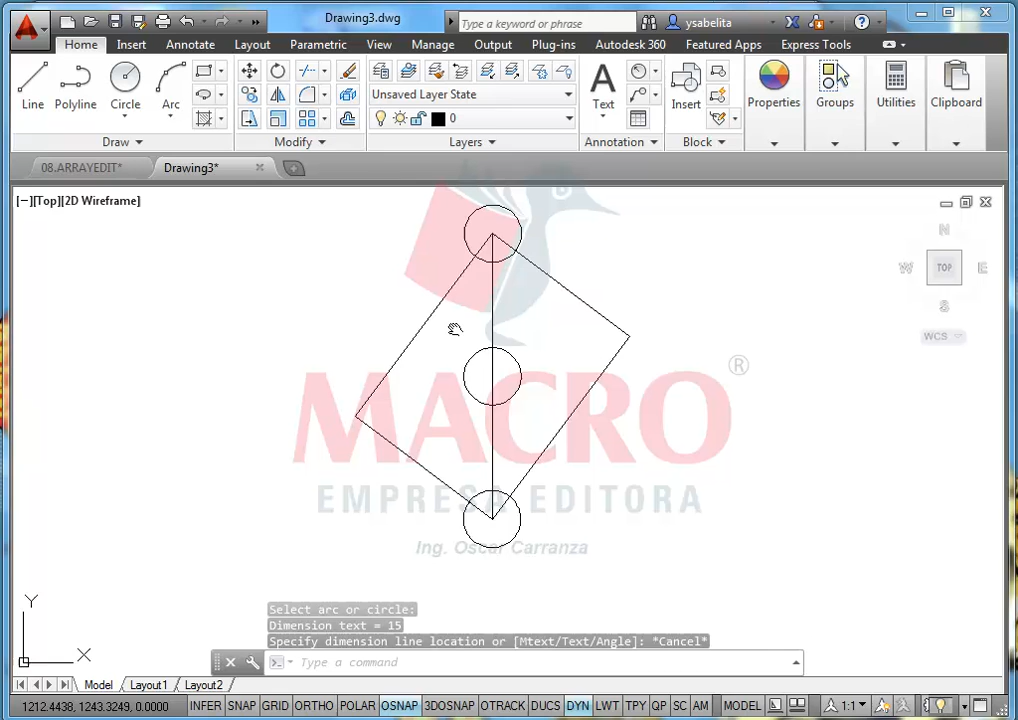 Drawing3.dwg
Type a keyword or phrase
ysabelita
Home Insert Annotate Layout Parametric View Manage Output Plug-ins Autodesk 360 Featured Apps Express Tools
Line Polyline Circle Arc
Unsaved Layer State
0
Text
Insert
Properties
Groups
Utilities
Clipboard
Draw Modify Layers Annotation Block
08.ARRAYEDIT* Drawing3*
[−][Top][2D Wireframe]
N
W TOP E
S
WCS
MACRO®
EMPRESA EDITORA
Ing. Oscar Carranza
Y
X
Select arc or circle:
Dimension text = 15
Specify dimension line location or [Mtext/Text/Angle]: *Cancel*
Type a command
Model Layout1 Layout2
1212.4438, 1243.3249, 0.0000 INFER SNAP GRID ORTHO POLAR OSNAP 3DOSNAP OTRACK DUCS DYN LWT TPY QP SC AM MODEL 1:1